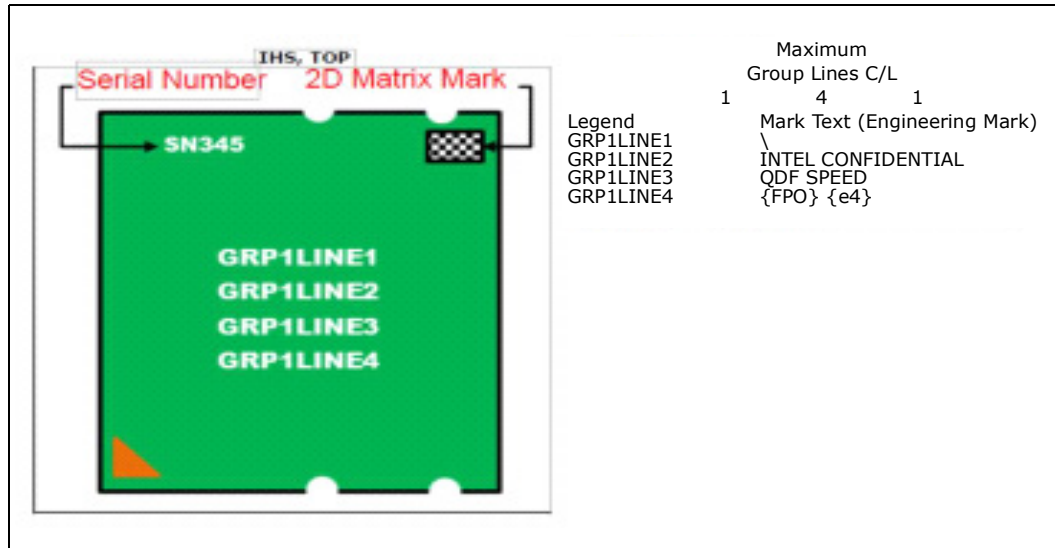 IHS, TOP
Serial Number 2D Matrix Mark
SN345
GRP1LINE1
GRP1LINE2
GRP1LINE3
GRP1LINE4
Maximum
Group Lines C/L
1 4 1
Legend Mark Text (Engineering Mark)
GRP1LINE1 \
GRP1LINE2 INTEL CONFIDENTIAL
GRP1LINE3 QDF SPEED
GRP1LINE4 {FPO} {e4}